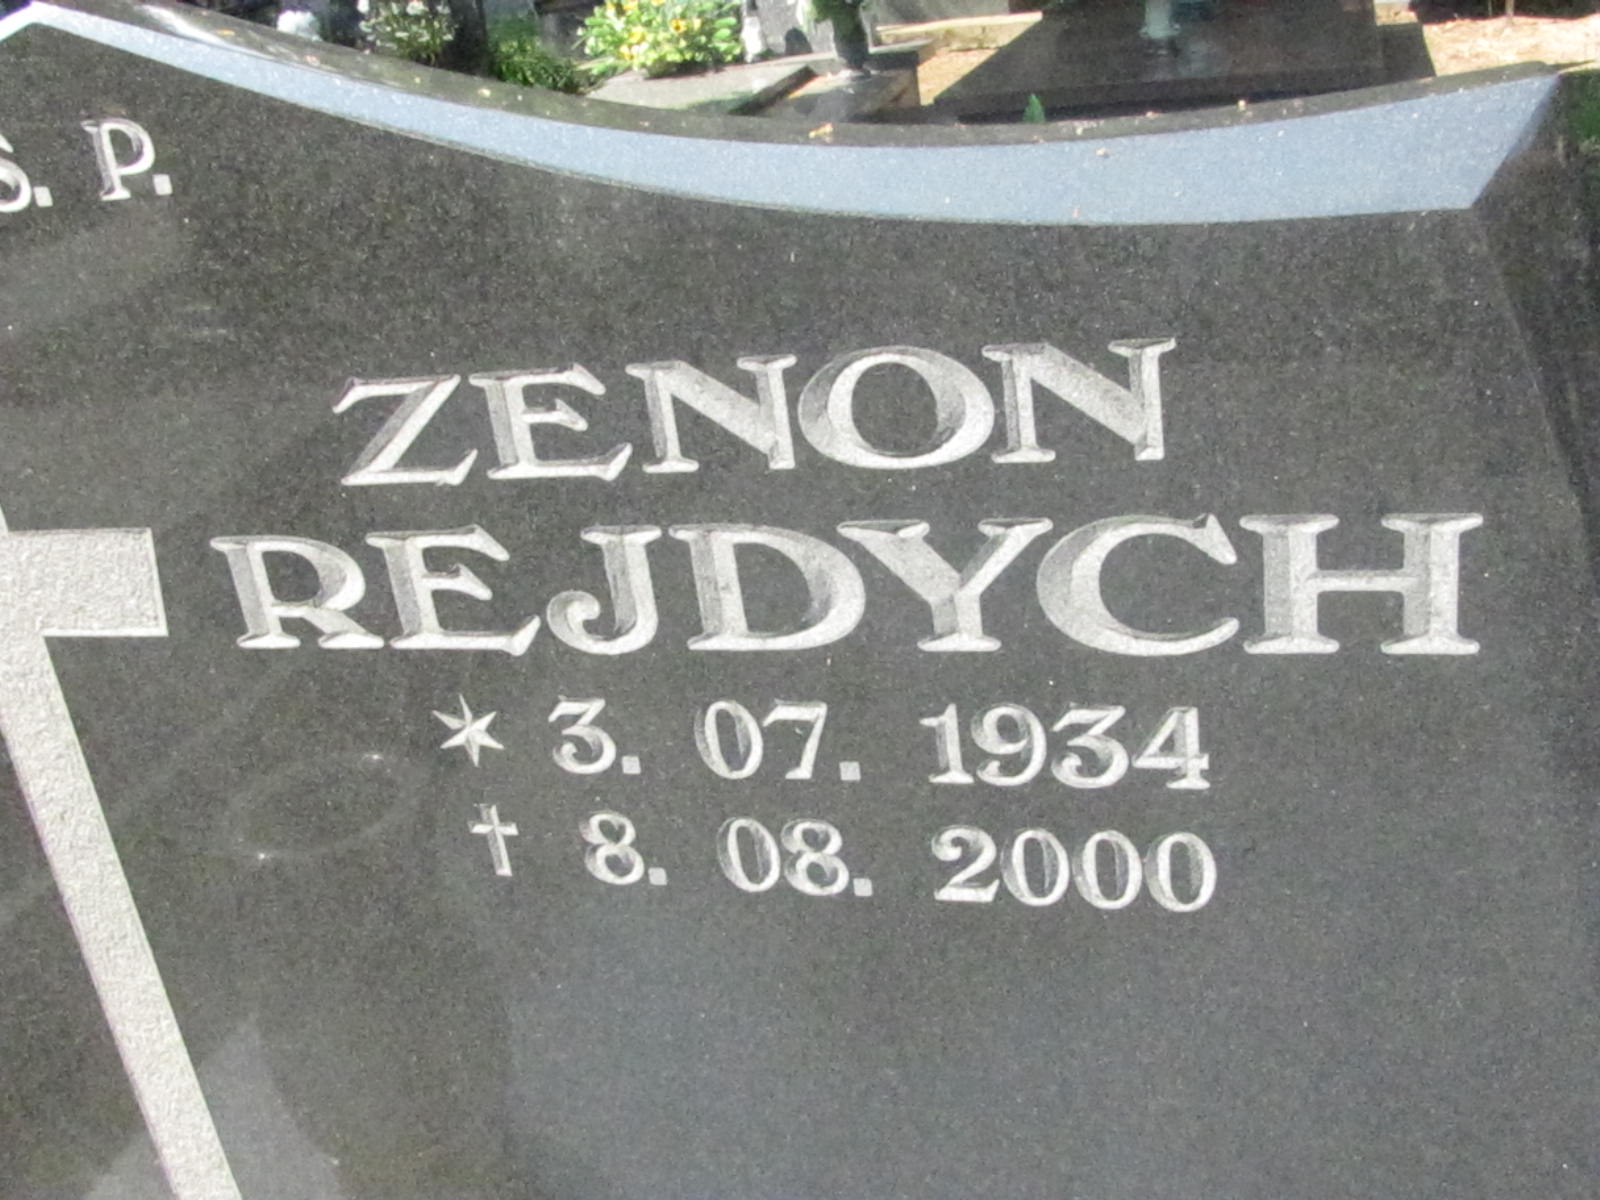 S. P.
ZENON
REJDYCH
* 3. 07. 1934
† 8. 08. 2000